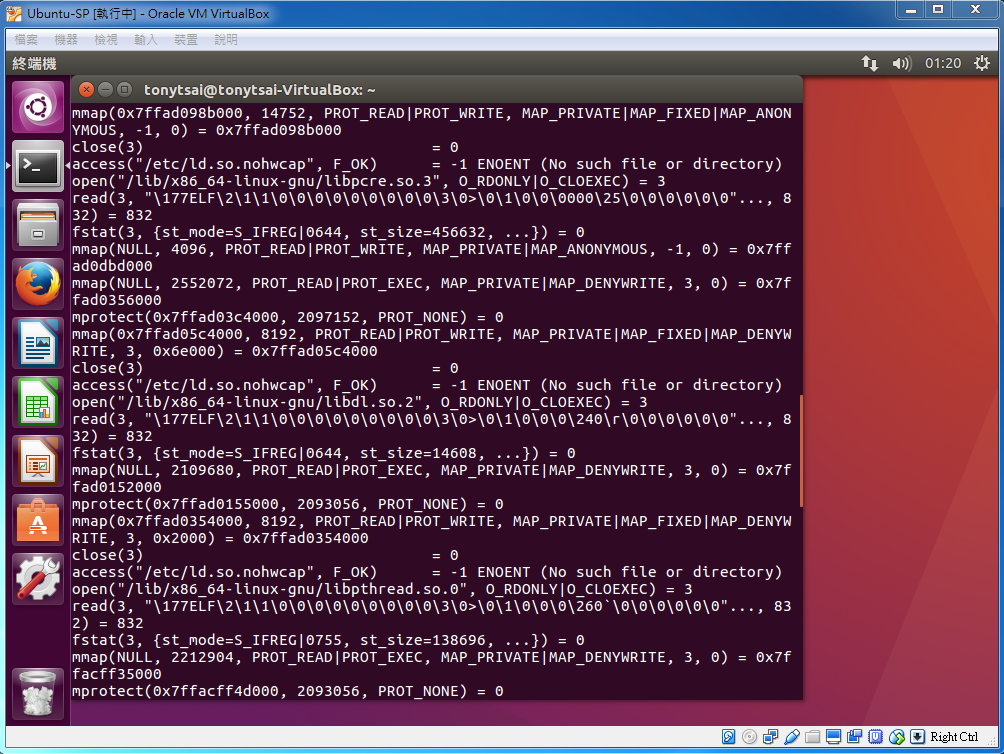 Ubuntu-SP [執行中] - Oracle VM VirtualBox
檔案 機器 檢視 輸入 裝置 說明
終端機 01:20
tonytsai@tonytsai-VirtualBox: ~
mmap(0x7ffad098b000, 14752, PROT_READ|PROT_WRITE, MAP_PRIVATE|MAP_FIXED|MAP_ANON
YMOUS, -1, 0) = 0x7ffad098b000
close(3) = 0
access("/etc/ld.so.nohwcap", F_OK) = -1 ENOENT (No such file or directory)
open("/lib/x86_64-linux-gnu/libpcre.so.3", O_RDONLY|O_CLOEXEC) = 3
read(3, "\177ELF\2\1\1\0\0\0\0\0\0\0\0\0\3\0>\0\1\0\0\0000\25\0\0\0\0\0\0"..., 8
32) = 832
fstat(3, {st_mode=S_IFREG|0644, st_size=456632, ...}) = 0
mmap(NULL, 4096, PROT_READ|PROT_WRITE, MAP_PRIVATE|MAP_ANONYMOUS, -1, 0) = 0x7ff
ad0dbd000
mmap(NULL, 2552072, PROT_READ|PROT_EXEC, MAP_PRIVATE|MAP_DENYWRITE, 3, 0) = 0x7f
fad0356000
mprotect(0x7ffad03c4000, 2097152, PROT_NONE) = 0
mmap(0x7ffad05c4000, 8192, PROT_READ|PROT_WRITE, MAP_PRIVATE|MAP_FIXED|MAP_DENYW
RITE, 3, 0x6e000) = 0x7ffad05c4000
close(3) = 0
access("/etc/ld.so.nohwcap", F_OK) = -1 ENOENT (No such file or directory)
open("/lib/x86_64-linux-gnu/libdl.so.2", O_RDONLY|O_CLOEXEC) = 3
read(3, "\177ELF\2\1\1\0\0\0\0\0\0\0\0\0\3\0>\0\1\0\0\0\240\r\0\0\0\0\0\0"..., 8
32) = 832
fstat(3, {st_mode=S_IFREG|0644, st_size=14608, ...}) = 0
mmap(NULL, 2109680, PROT_READ|PROT_EXEC, MAP_PRIVATE|MAP_DENYWRITE, 3, 0) = 0x7f
fad0152000
mprotect(0x7ffad0155000, 2093056, PROT_NONE) = 0
mmap(0x7ffad0354000, 8192, PROT_READ|PROT_WRITE, MAP_PRIVATE|MAP_FIXED|MAP_DENYW
RITE, 3, 0x2000) = 0x7ffad0354000
close(3) = 0
access("/etc/ld.so.nohwcap", F_OK) = -1 ENOENT (No such file or directory)
open("/lib/x86_64-linux-gnu/libpthread.so.0", O_RDONLY|O_CLOEXEC) = 3
read(3, "\177ELF\2\1\1\0\0\0\0\0\0\0\0\0\3\0>\0\1\0\0\0\260`\0\0\0\0\0\0"..., 83
2) = 832
fstat(3, {st_mode=S_IFREG|0755, st_size=138696, ...}) = 0
mmap(NULL, 2212904, PROT_READ|PROT_EXEC, MAP_PRIVATE|MAP_DENYWRITE, 3, 0) = 0x7f
facff35000
mprotect(0x7ffacff4d000, 2093056, PROT_NONE) = 0
Right Ctrl